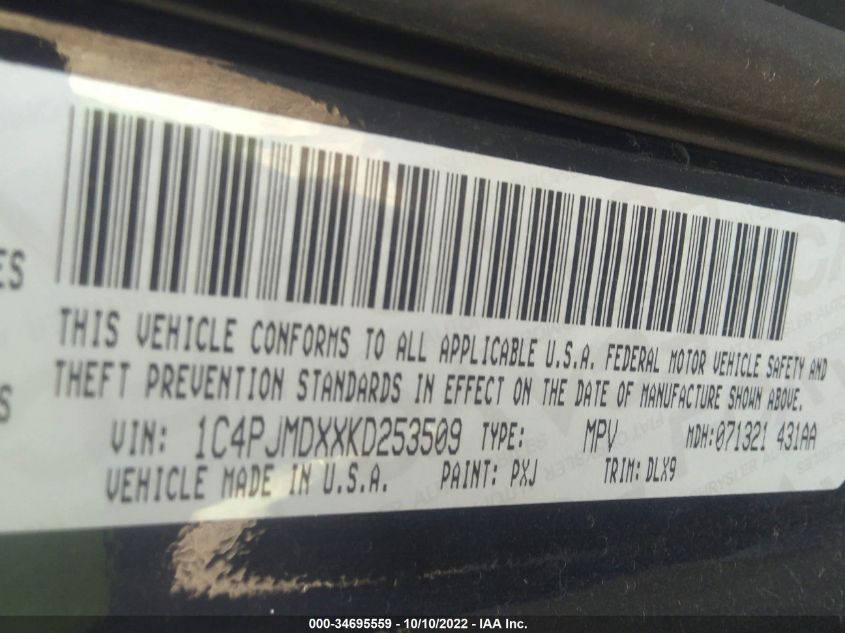 ES
THIS VEHICLE CONFORMS TO ALL APPLICABLE U.S.A. FEDERAL MOTOR VEHICLE SAFETY AND
THEFT PREVENTION STANDARDS IN EFFECT ON THE DATE OF MANUFACTURE SHOWN ABOVE.
S
VIN: 1C4PJMDXXKD253509 TYPE: MPV MDH:071321 431AA
VEHICLE MADE IN U.S.A. PAINT: PXJ TRIM: DLX9
000-34695559 - 10/10/2022 - IAA Inc.